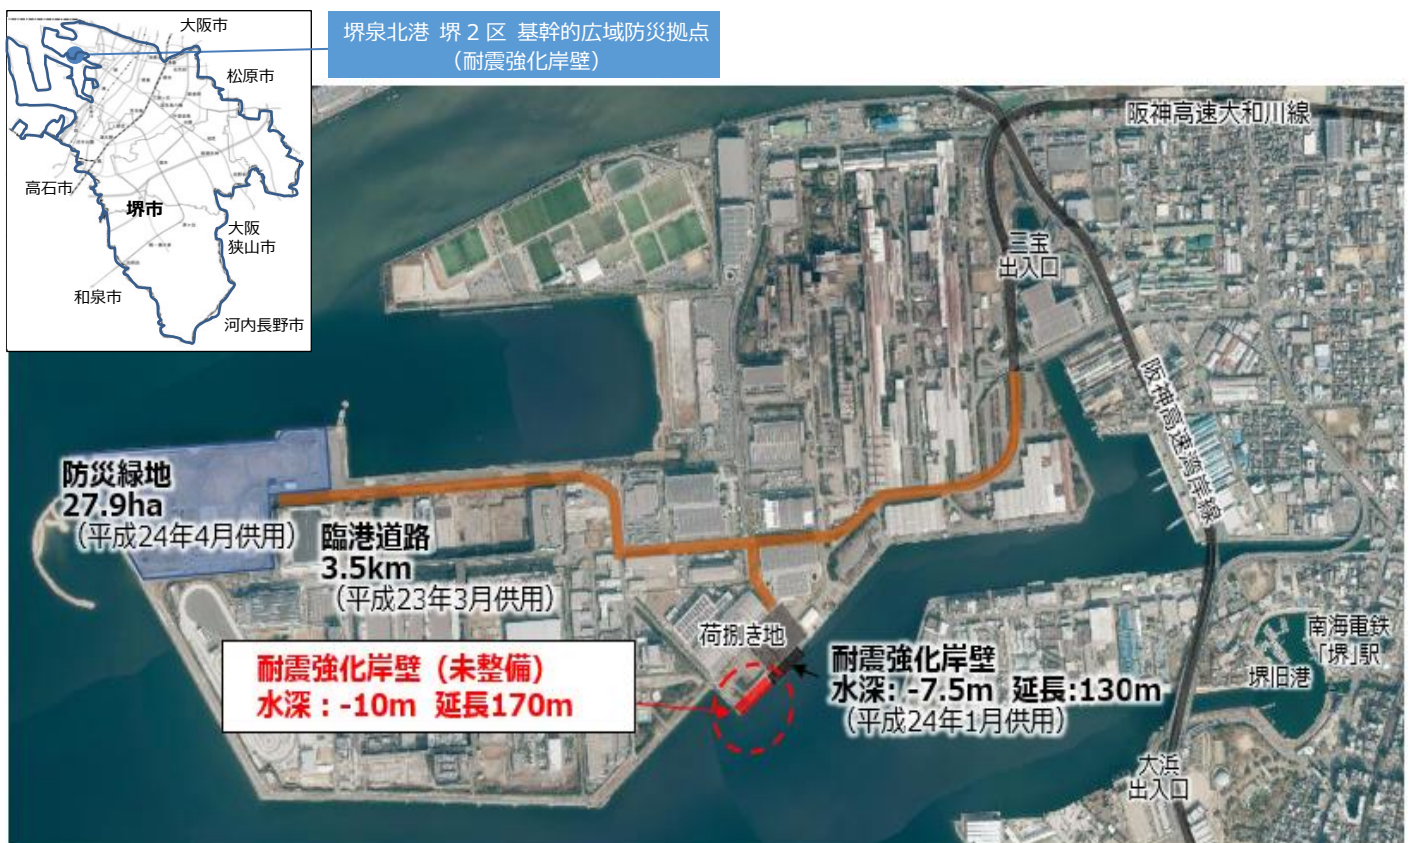 堺泉北港 堺2区 基幹的広域防災拠点
（耐震強化岸壁）
大阪市
松原市
高石市
堺市
大阪
狭山市
和泉市
河内長野市
阪神高速大和川線
三宝
出入口
阪神高速湾岸線
防災緑地
27.9ha
（平成24年4月供用）
臨港道路
3.5km
（平成23年3月供用）
荷捌き地
耐震強化岸壁（未整備）
水深：-10m 延長170m
耐震強化岸壁
水深: -7.5m 延長:130m
（平成24年1月供用）
南海電鉄
「堺」駅
堺旧港
大浜
出入口